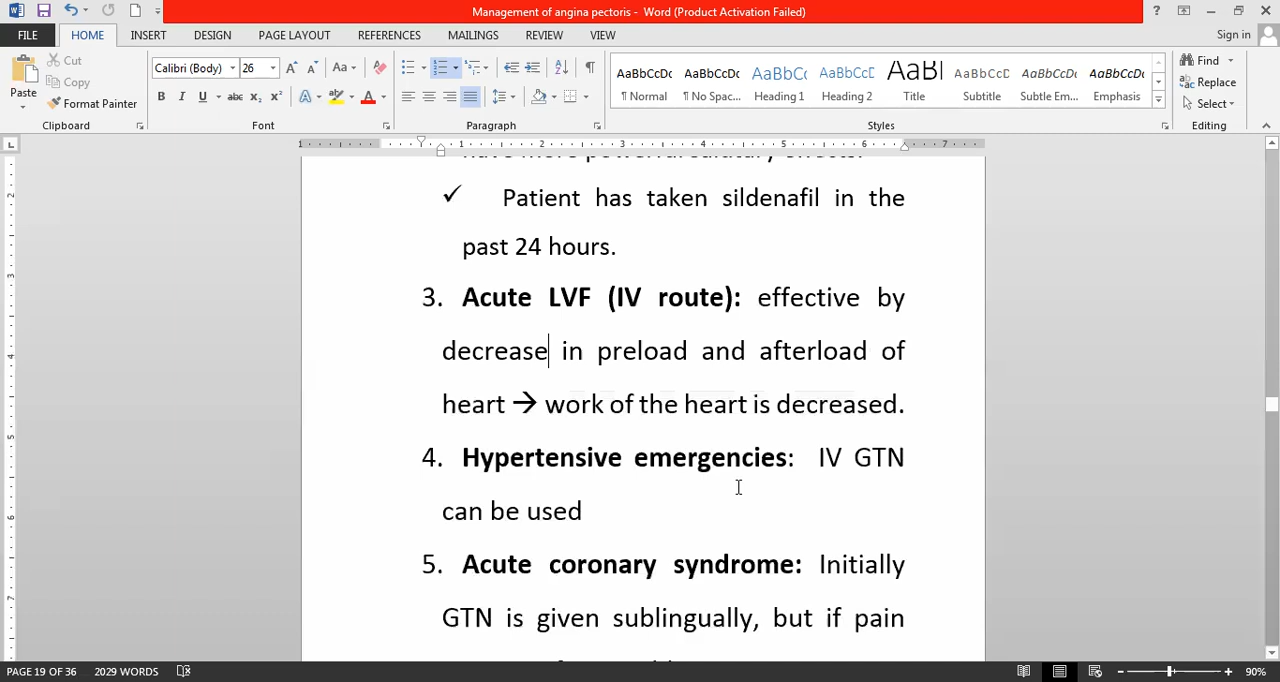 Management of angina pectoris - Word (Product Activation Failed)
FILE HOME INSERT DESIGN PAGE LAYOUT REFERENCES MAILINGS REVIEW VIEW Sign in
Paste Cut Copy Format Painter
Calibri (Body) 26
AaBbCcDc AaBbCcDc AaBbCc AaBbCcC AaBl AaBbCcD AaBbCcDc AaBbCcDc
¶ Normal ¶ No Spac... Heading 1 Heading 2 Title Subtitle Subtle Em... Emphasis
Find
Replace
Select
Clipboard Font Paragraph Styles Editing
✓ Patient has taken sildenafil in the
past 24 hours.
3. Acute LVF (IV route): effective by
decrease in preload and afterload of
heart → work of the heart is decreased.
4. Hypertensive emergencies: IV GTN
can be used
5. Acute coronary syndrome: Initially
GTN is given sublingually, but if pain
PAGE 19 OF 36 2029 WORDS 90%